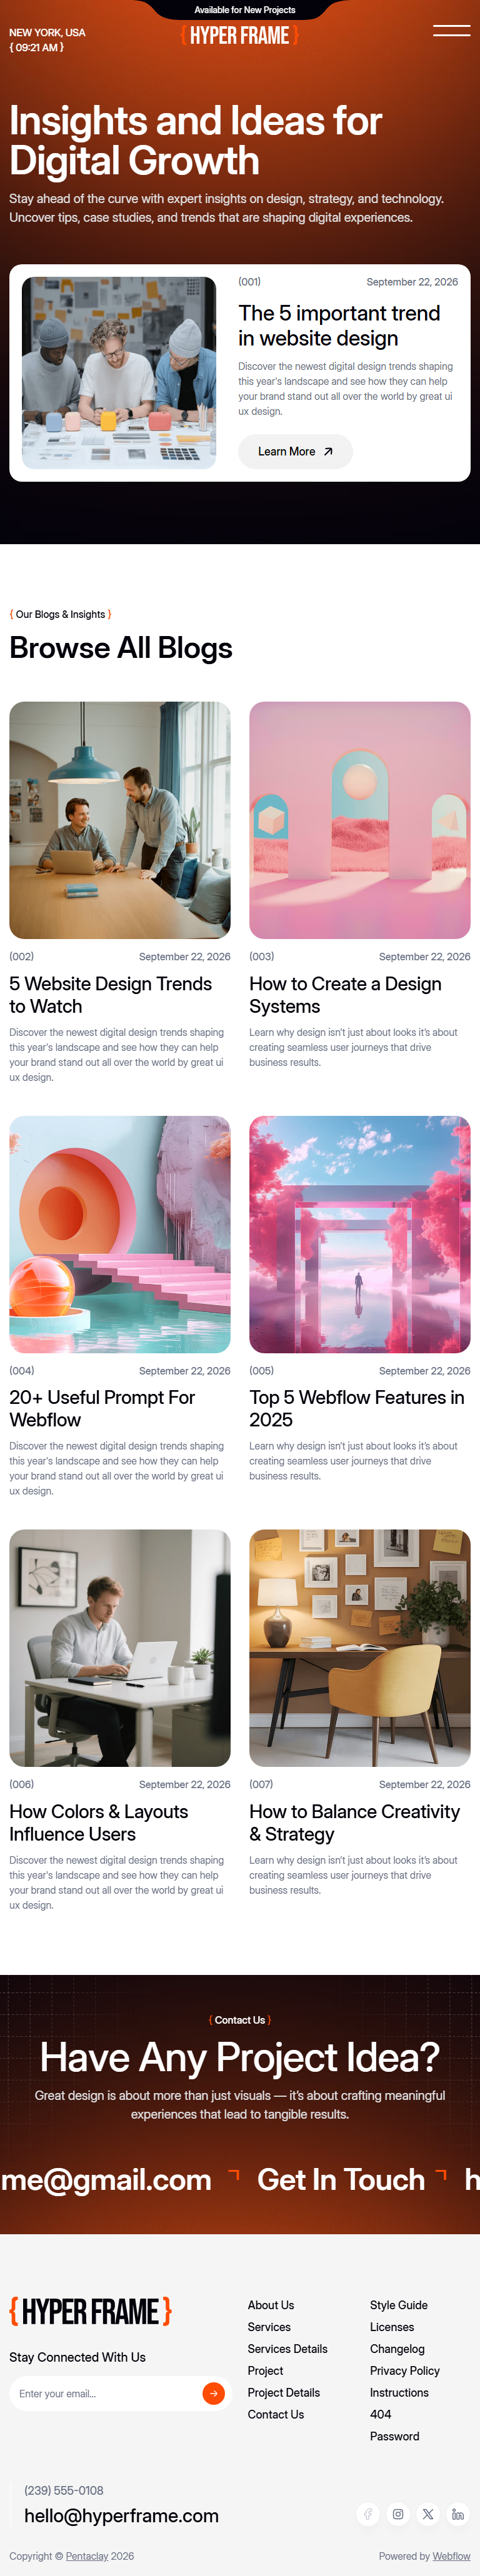 Available for New Projects
NEW YORK, USA
{ 09:21 AM }
{ HYPER FRAME }
Insights and Ideas for
Digital Growth
Stay ahead of the curve with expert insights on design, strategy, and technology.
Uncover tips, case studies, and trends that are shaping digital experiences.
(001)
September 22, 2026
The 5 important trend
in website design
Discover the newest digital design trends shaping
this year's landscape and see how they can help
your brand stand out all over the world by great ui
ux design.
Learn More
{ Our Blogs & Insights }
Browse All Blogs
(002)
September 22, 2026
5 Website Design Trends
to Watch
Discover the newest digital design trends shaping
this year's landscape and see how they can help
your brand stand out all over the world by great ui
ux design.
(003)
September 22, 2026
How to Create a Design
Systems
Learn why design isn't just about looks it's about
creating seamless user journeys that drive
business results.
(004)
September 22, 2026
20+ Useful Prompt For
Webflow
Discover the newest digital design trends shaping
this year's landscape and see how they can help
your brand stand out all over the world by great ui
ux design.
(005)
September 22, 2026
Top 5 Webflow Features in
2025
Learn why design isn't just about looks it's about
creating seamless user journeys that drive
business results.
(006)
September 22, 2026
How Colors & Layouts
Influence Users
Discover the newest digital design trends shaping
this year's landscape and see how they can help
your brand stand out all over the world by great ui
ux design.
(007)
September 22, 2026
How to Balance Creativity
& Strategy
Learn why design isn't just about looks it's about
creating seamless user journeys that drive
business results.
{ Contact Us }
Have Any Project Idea?
Great design is about more than just visuals — it's about crafting meaningful
experiences that lead to tangible results.
me@gmail.com Get In Touch h
{ HYPER FRAME }
Stay Connected With Us
Enter your email...
About Us
Services
Services Details
Project
Project Details
Contact Us
Style Guide
Licenses
Changelog
Privacy Policy
Instructions
404
Password
(239) 555-0108
hello@hyperframe.com
Copyright © Pentaclay 2026
Powered by Webflow